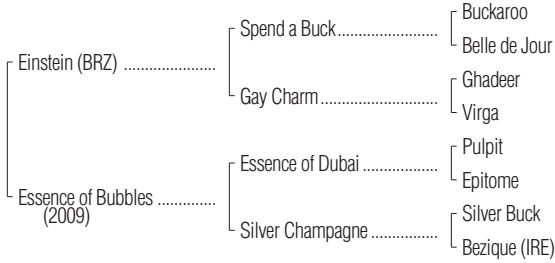 Buckaroo
Spend a Buck
Belle de Jour
Einstein (BRZ)
Ghadeer
Gay Charm
Virga
Pulpit
Essence of Dubai
Epitome
Essence of Bubbles
(2009)
Silver Buck
Silver Champagne
Bezique (IRE)